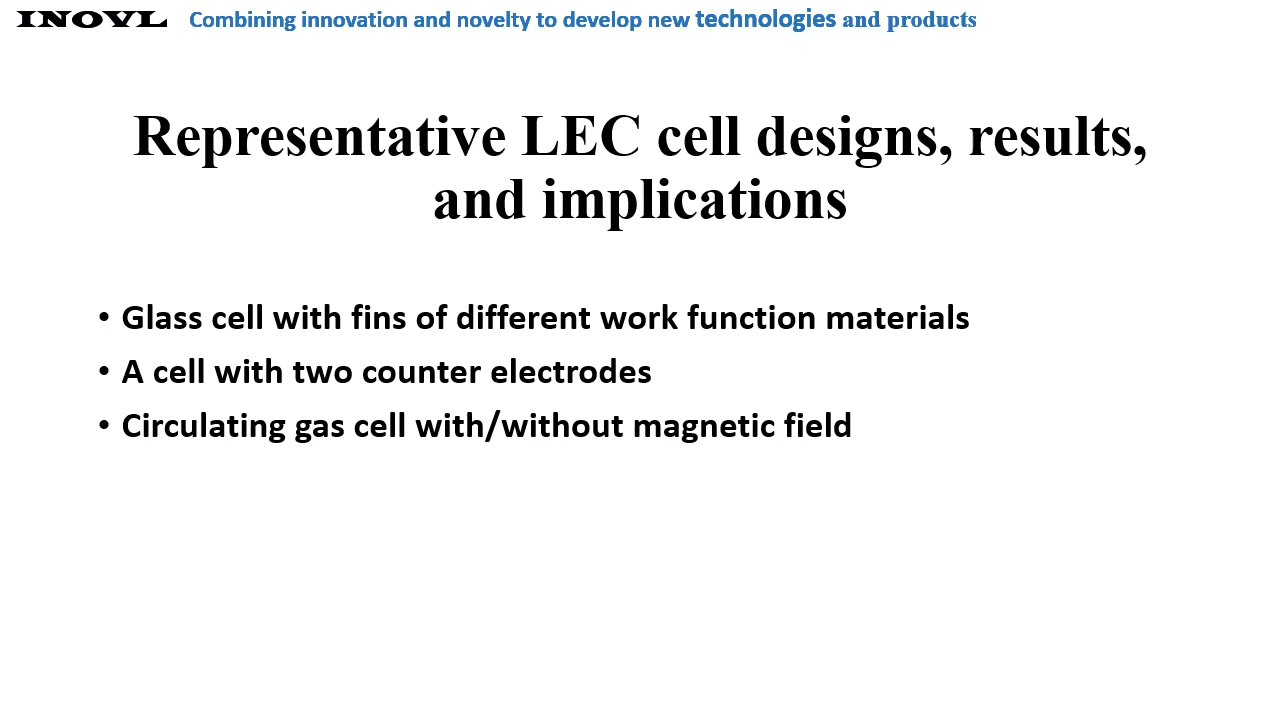 INOVL Combining innovation and novelty to develop new technologies and products
Representative LEC cell designs, results,
and implications
• Glass cell with fins of different work function materials
• A cell with two counter electrodes
• Circulating gas cell with/without magnetic field